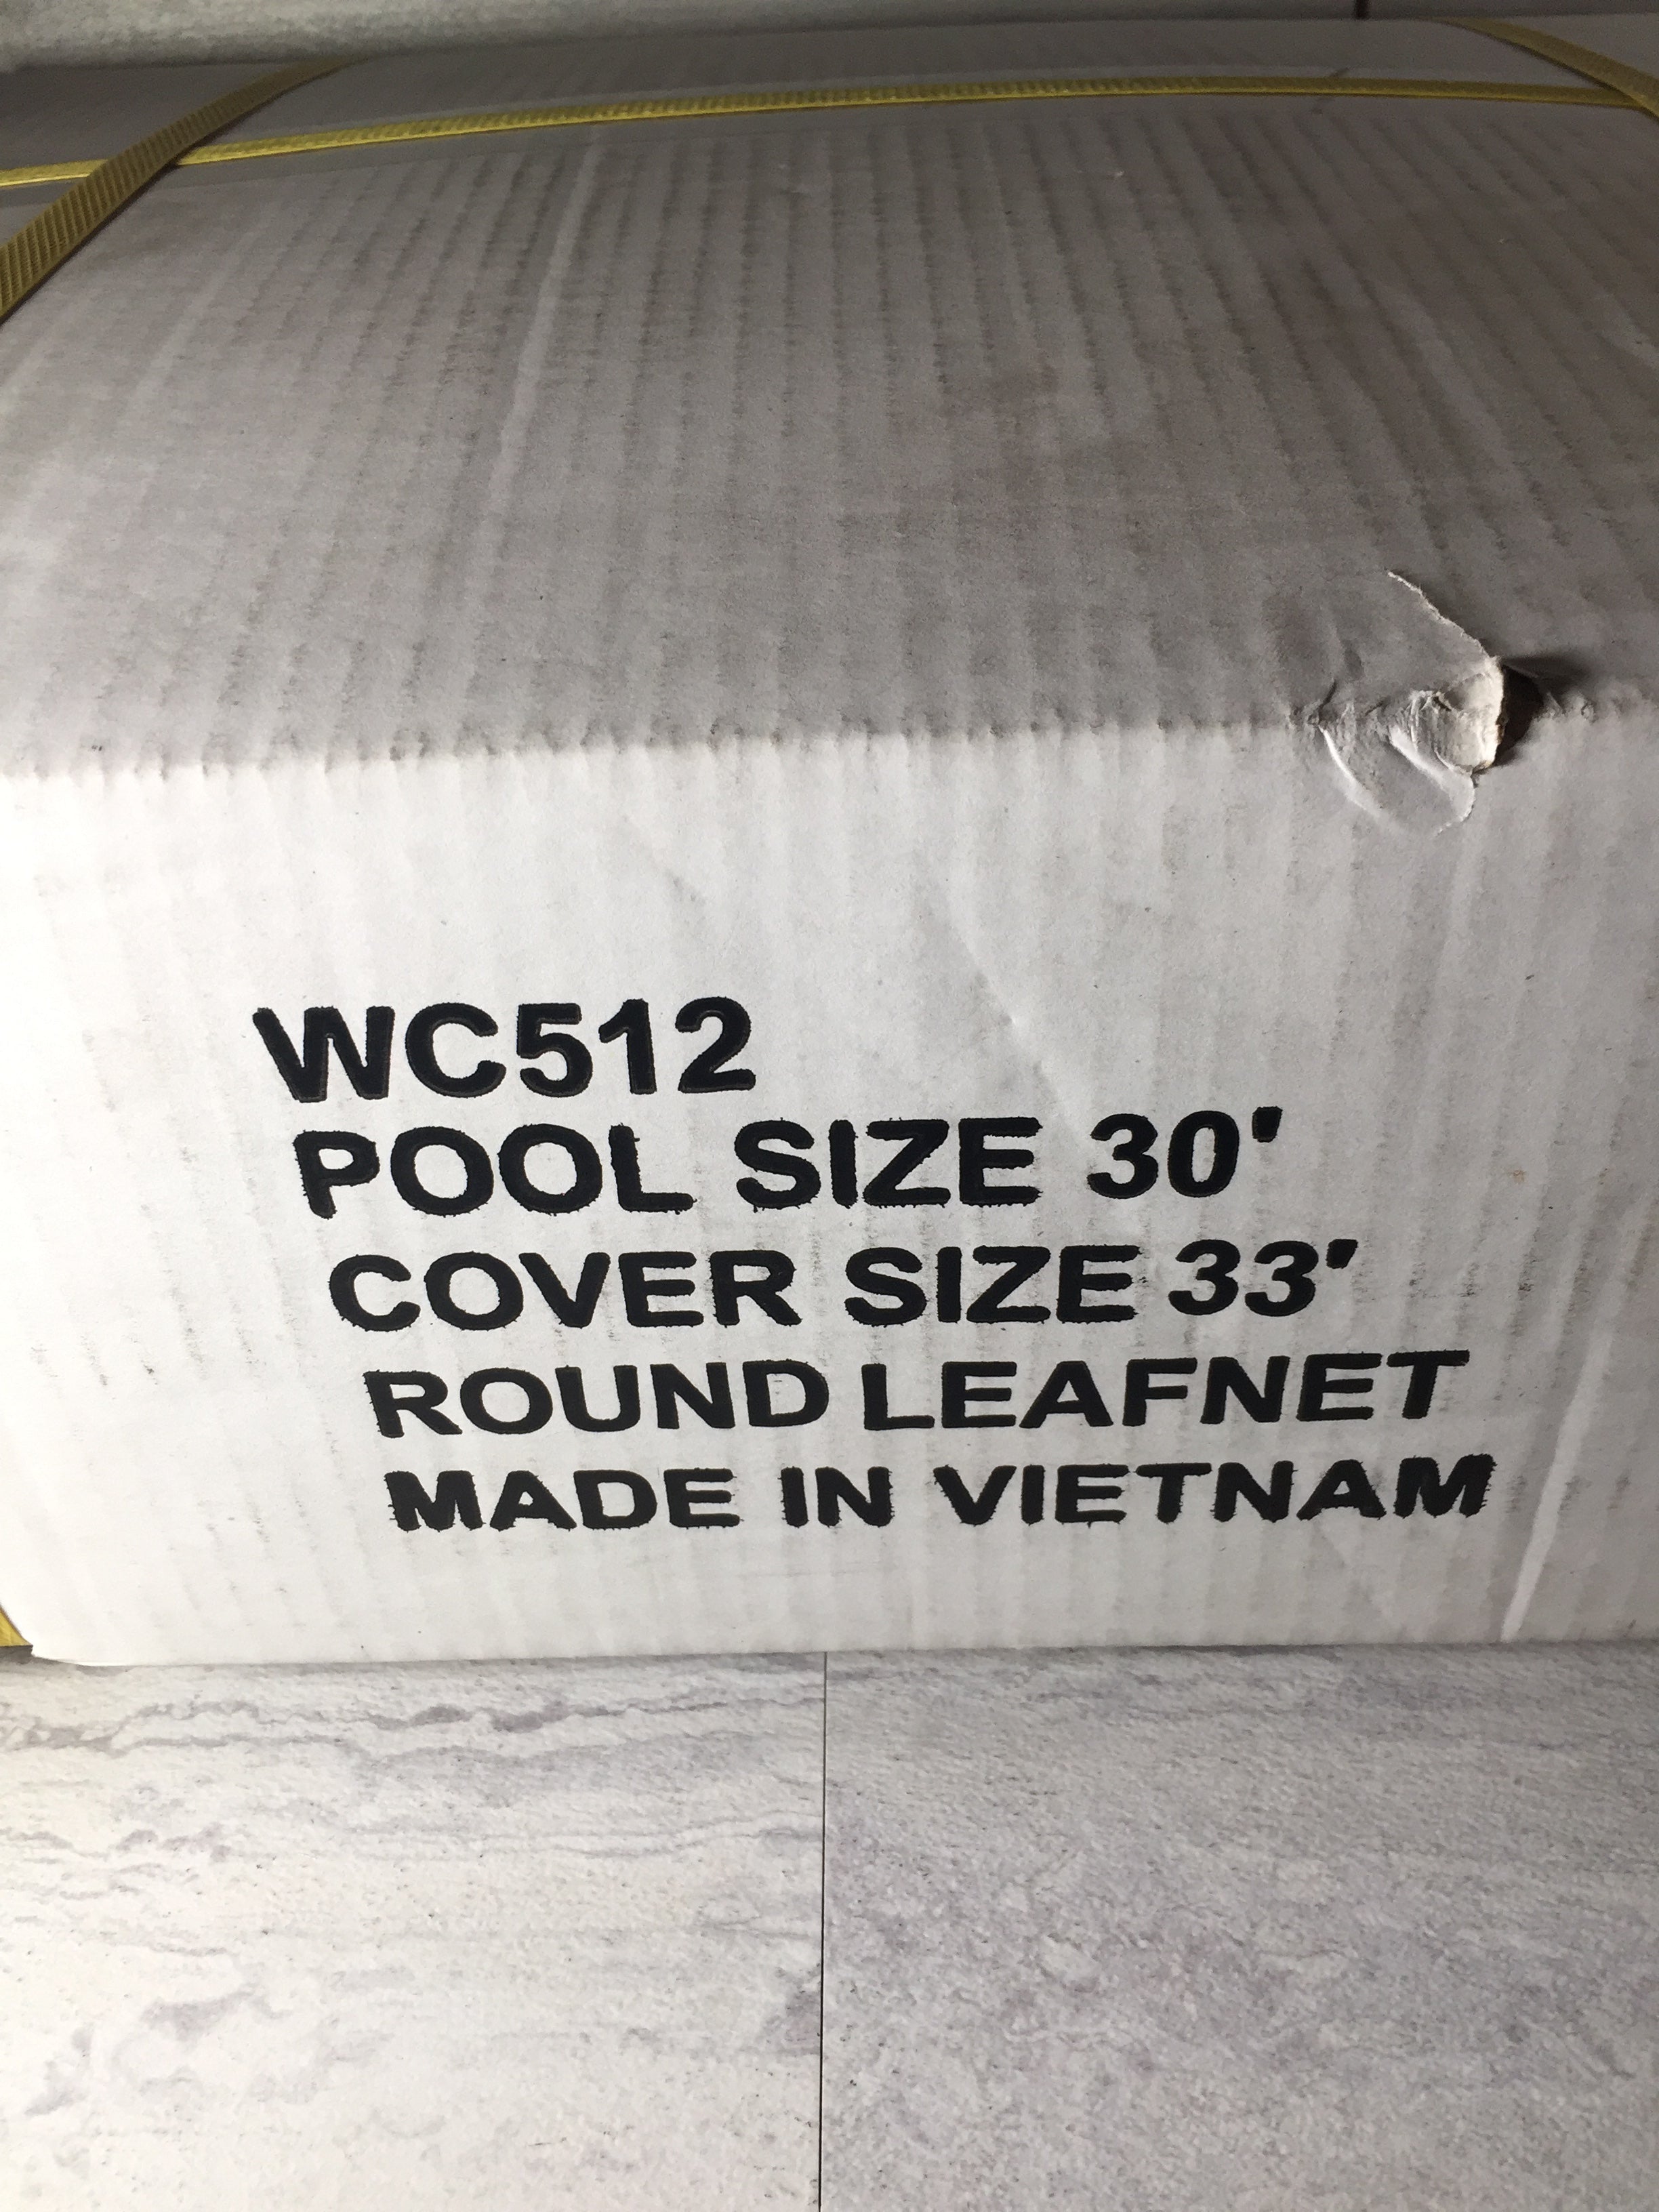 WC512
POOL SIZE 30'
COVER SIZE 33'
ROUND LEAFNET
MADE IN VIETNAM